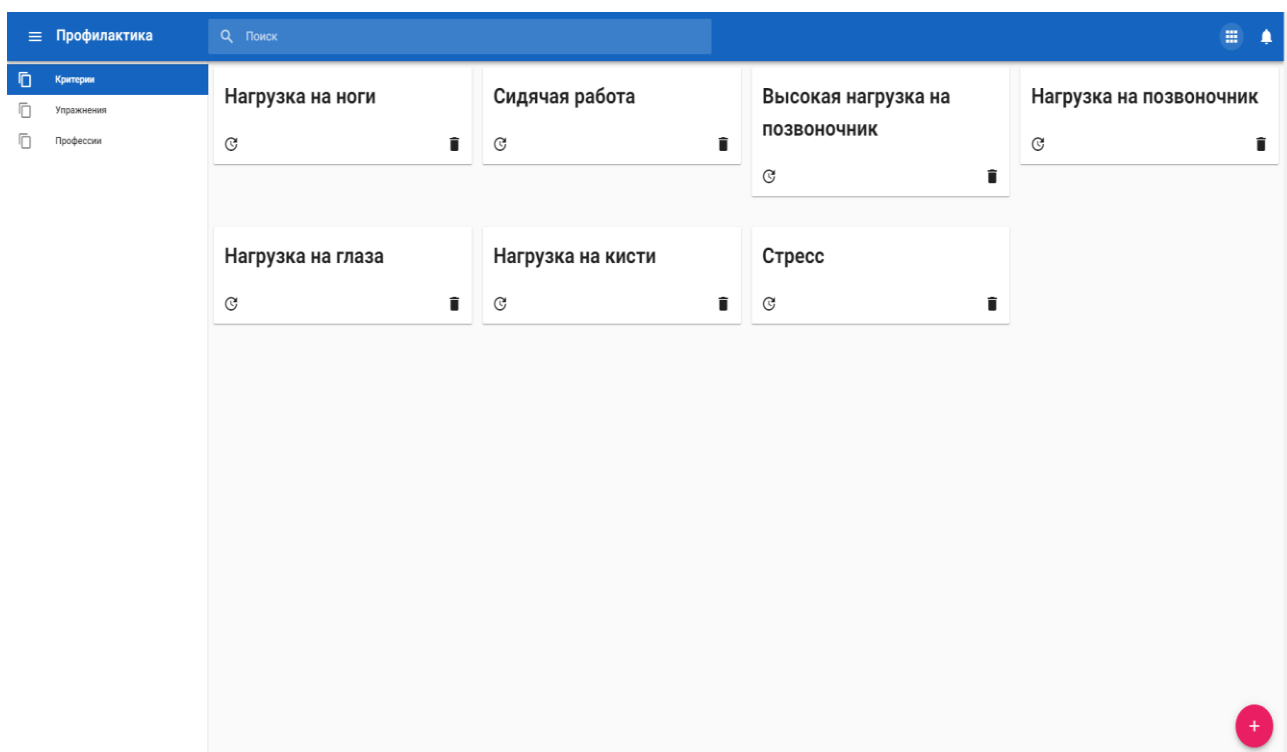 Профилактика
Поиск
Критерии
Упражнения
Профессии
Нагрузка на ноги
Сидячая работа
Высокая нагрузка на
позвоночник
Нагрузка на позвоночник
Нагрузка на глаза
Нагрузка на кисти
Стресс